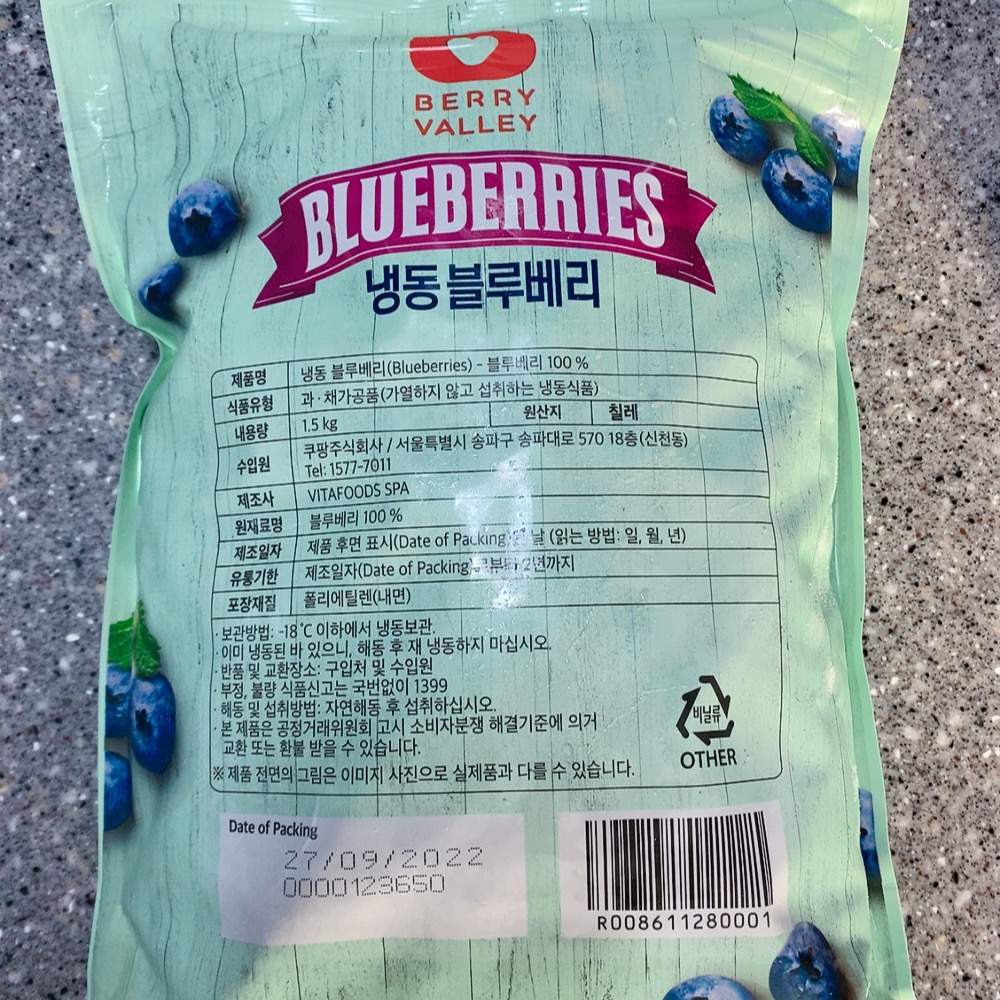 BERRY
VALLEY
BLUEBERRIES
냉동 블루베리
제품명 냉동 블루베리(Blueberries) - 블루베리 100 %
식품유형 과·채가공품(가열하지 않고 섭취하는 냉동식품)
내용량 1.5 kg 원산지 칠레
수입원 쿠팡주식회사 / 서울특별시 송파구 송파대로 570 18층(신천동)
Tel: 1577-7011
제조사 VITAFOODS SPA
원재료명 블루베리 100 %
제조일자 제품 후면 표시(Date of Packing 날 (읽는 방법: 일, 월, 년)
유통기한 제조일자(Date of Packing 2년까지
포장재질 폴리에틸렌(내면)
· 보관방법: -18℃ 이하에서 냉동보관.
· 이미 냉동된 바 있으니, 해동 후 재 냉동하지 마십시오.
· 반품 및 교환장소: 구입처 및 수입원
· 부정, 불량 식품신고는 국번없이 1399
· 해동 및 섭취방법: 자연해동 후 섭취하십시오.
· 본 제품은 공정거래위원회 고시 소비자분쟁 해결기준에 의거
교환 또는 환불 받을 수 있습니다.
※ 제품 전면의 그림은 이미지 사진으로 실제품과 다를 수 있습니다.
비닐류
OTHER
Date of Packing
27/09/2022
0000123650
R008611280001